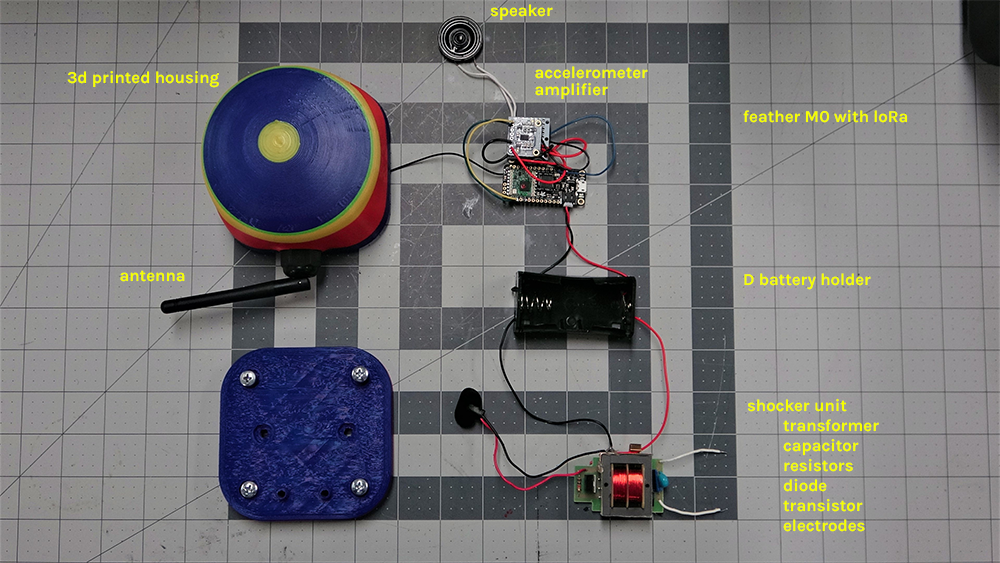 speaker
3d printed housing
accelerometer
amplifier
feather M0 with loRa
antenna
D battery holder
shocker unit
transformer
capacitor
resistors
diode
transistor
electrodes